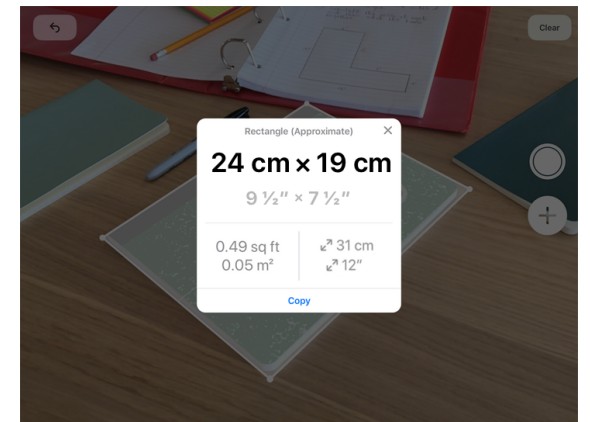 Clear
Rectangle (Approximate)
24 cm × 19 cm
9 ½" × 7 ½"
0.49 sq ft
0.05 m²
31 cm
12"
Copy